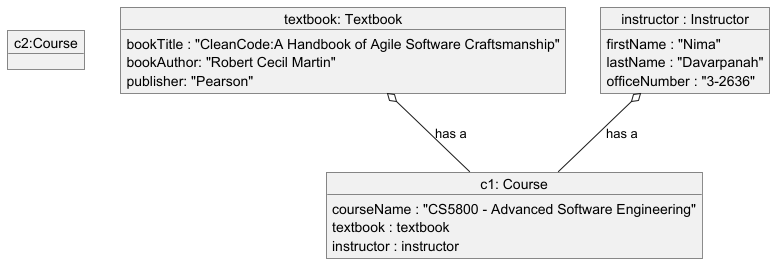 c2:Course
textbook: Textbook
bookTitle : "CleanCode:A Handbook of Agile Software Craftsmanship"
bookAuthor: "Robert Cecil Martin"
publisher: "Pearson"
instructor : Instructor
firstName : "Nima"
lastName : "Davarpanah"
officeNumber : "3-2636"
has a
has a
c1: Course
courseName : "CS5800 - Advanced Software Engineering"
textbook : textbook
instructor : instructor